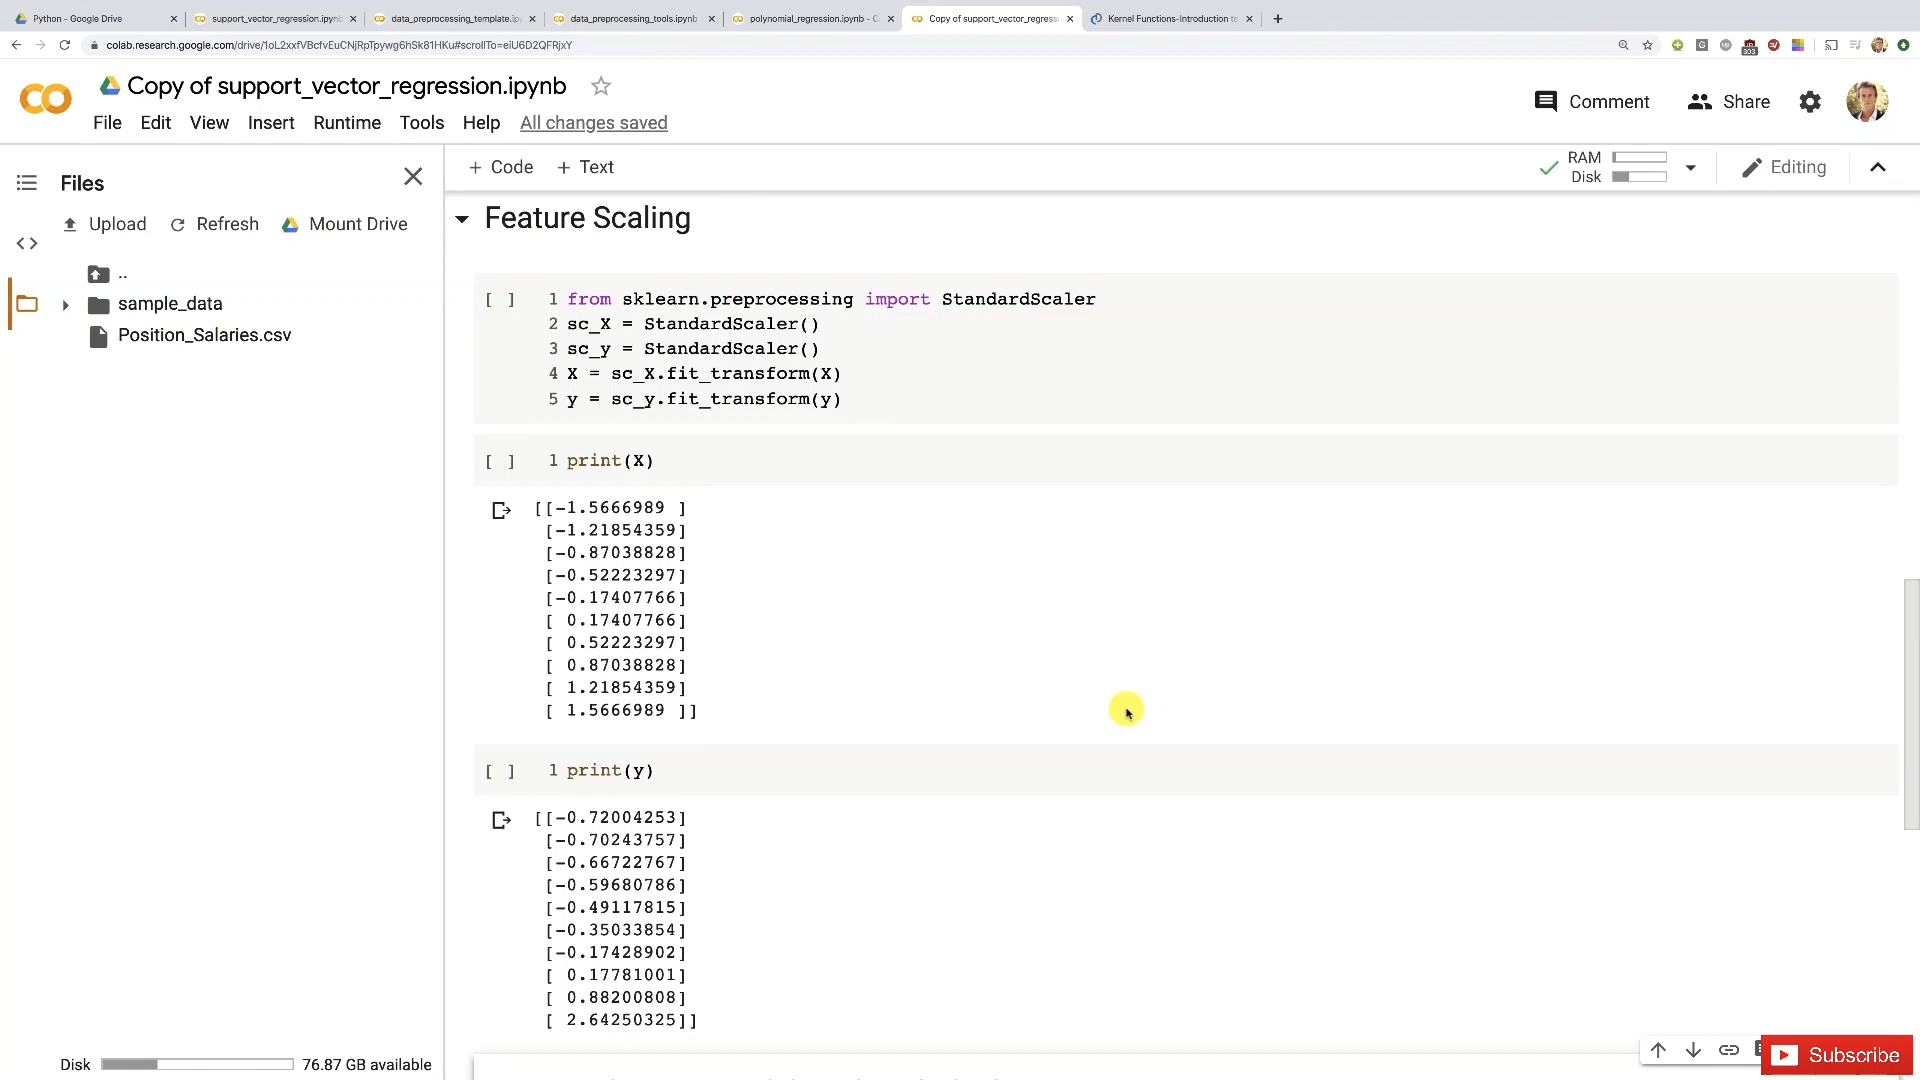 Python - Google Drive
support_vector_regression.ipynb
data_preprocessing_template.ip
data_preprocessing_tools.ipynb
polynomial_regression.ipynb - C
Copy of support_vector_regress
Kernel Functions-Introduction to
colab.research.google.com/drive/1oL2xxfVBcfvEuCNjRpTpywg6hSk81HKu#scrollTo=eiU6D2QFRjxY
303
Copy of support_vector_regression.ipynb
File Edit View Insert Runtime Tools Help All changes saved
Comment
Share
Files
Upload Refresh Mount Drive
..
sample_data
Position_Salaries.csv
Disk 76.87 GB available
+ Code + Text
RAM
Disk
Editing
Feature Scaling
[ ] 1 from sklearn.preprocessing import StandardScaler
2 sc_X = StandardScaler()
3 sc_y = StandardScaler()
4 X = sc_X.fit_transform(X)
5 y = sc_y.fit_transform(y)
[ ] 1 print(X)
[[-1.5666989 ]
[-1.21854359]
[-0.87038828]
[-0.52223297]
[-0.17407766]
[ 0.17407766]
[ 0.52223297]
[ 0.87038828]
[ 1.21854359]
[ 1.5666989 ]]
[ ] 1 print(y)
[[-0.72004253]
[-0.70243757]
[-0.66722767]
[-0.59680786]
[-0.49117815]
[-0.35033854]
[-0.17428902]
[ 0.17781001]
[ 0.88200808]
[ 2.64250325]]
Subscribe